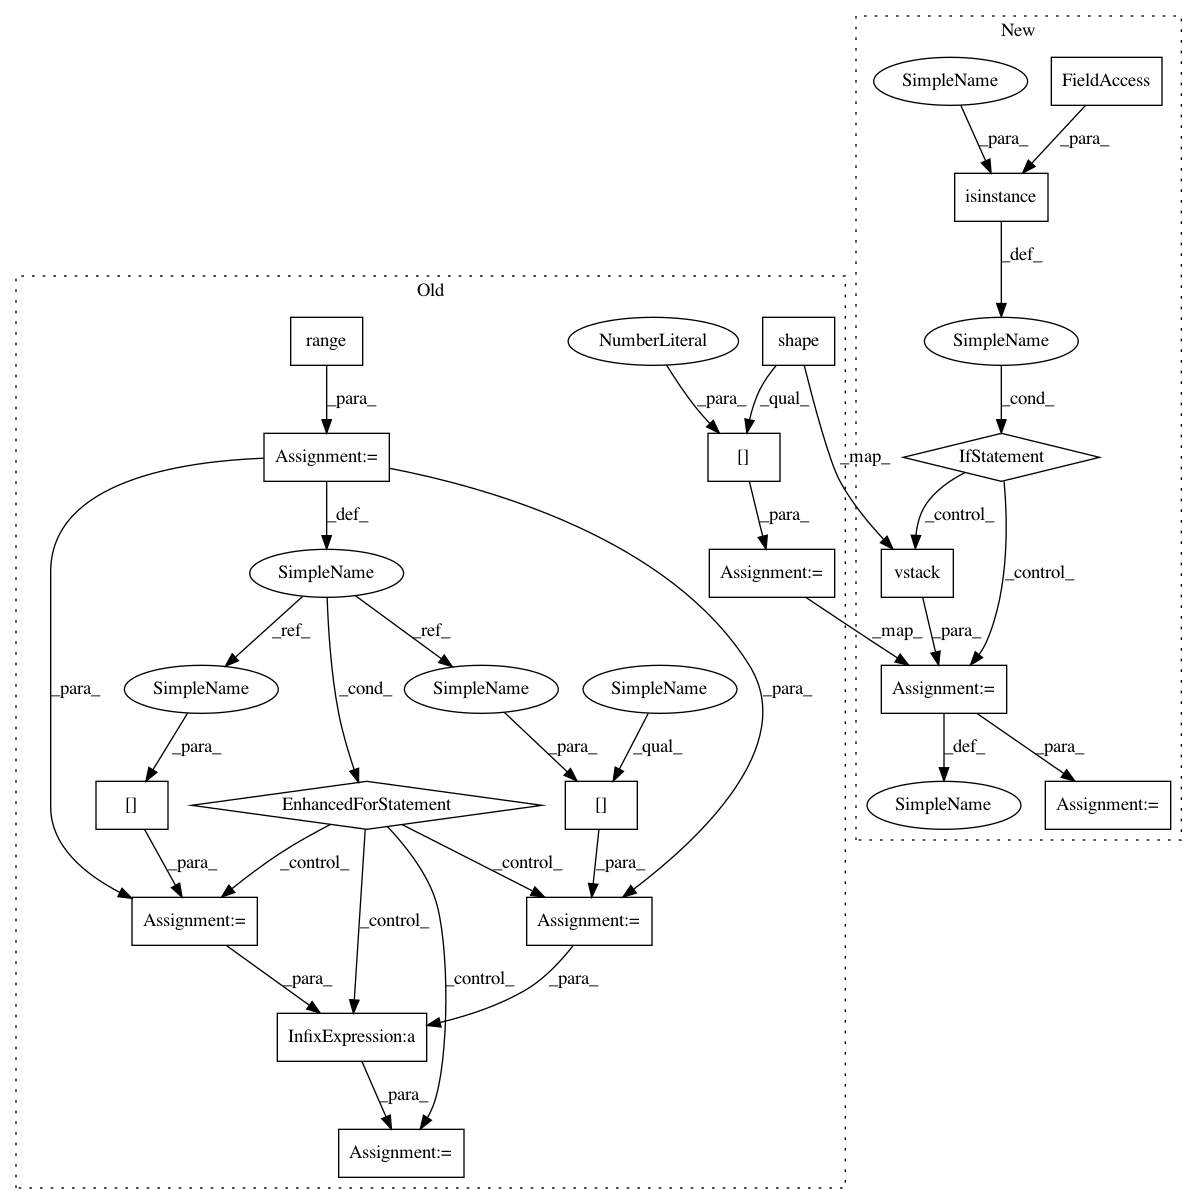 New
SimpleName
FieldAccess
_para_
_para_
isinstance
_def_
Old
range
NumberLiteral
shape
SimpleName
_para_
_para_
_qual_
_cond_
Assignment:=
[]
_map_
IfStatement
_def_
_para_
_control_
SimpleName
Assignment:=
vstack
_control_
_ref_
_ref_
_map_
_para_
_para_
SimpleName
_cond_
SimpleName
SimpleName
_para_
Assignment:=
_para_
_para_
_qual_
_def_
_para_
[]
EnhancedForStatement
[]
SimpleName
Assignment:=
_para_
_control_
_control_
_para_
Assignment:=
_control_
Assignment:=
_para_
_control_
_para_
InfixExpression:a
_para_
Assignment:=